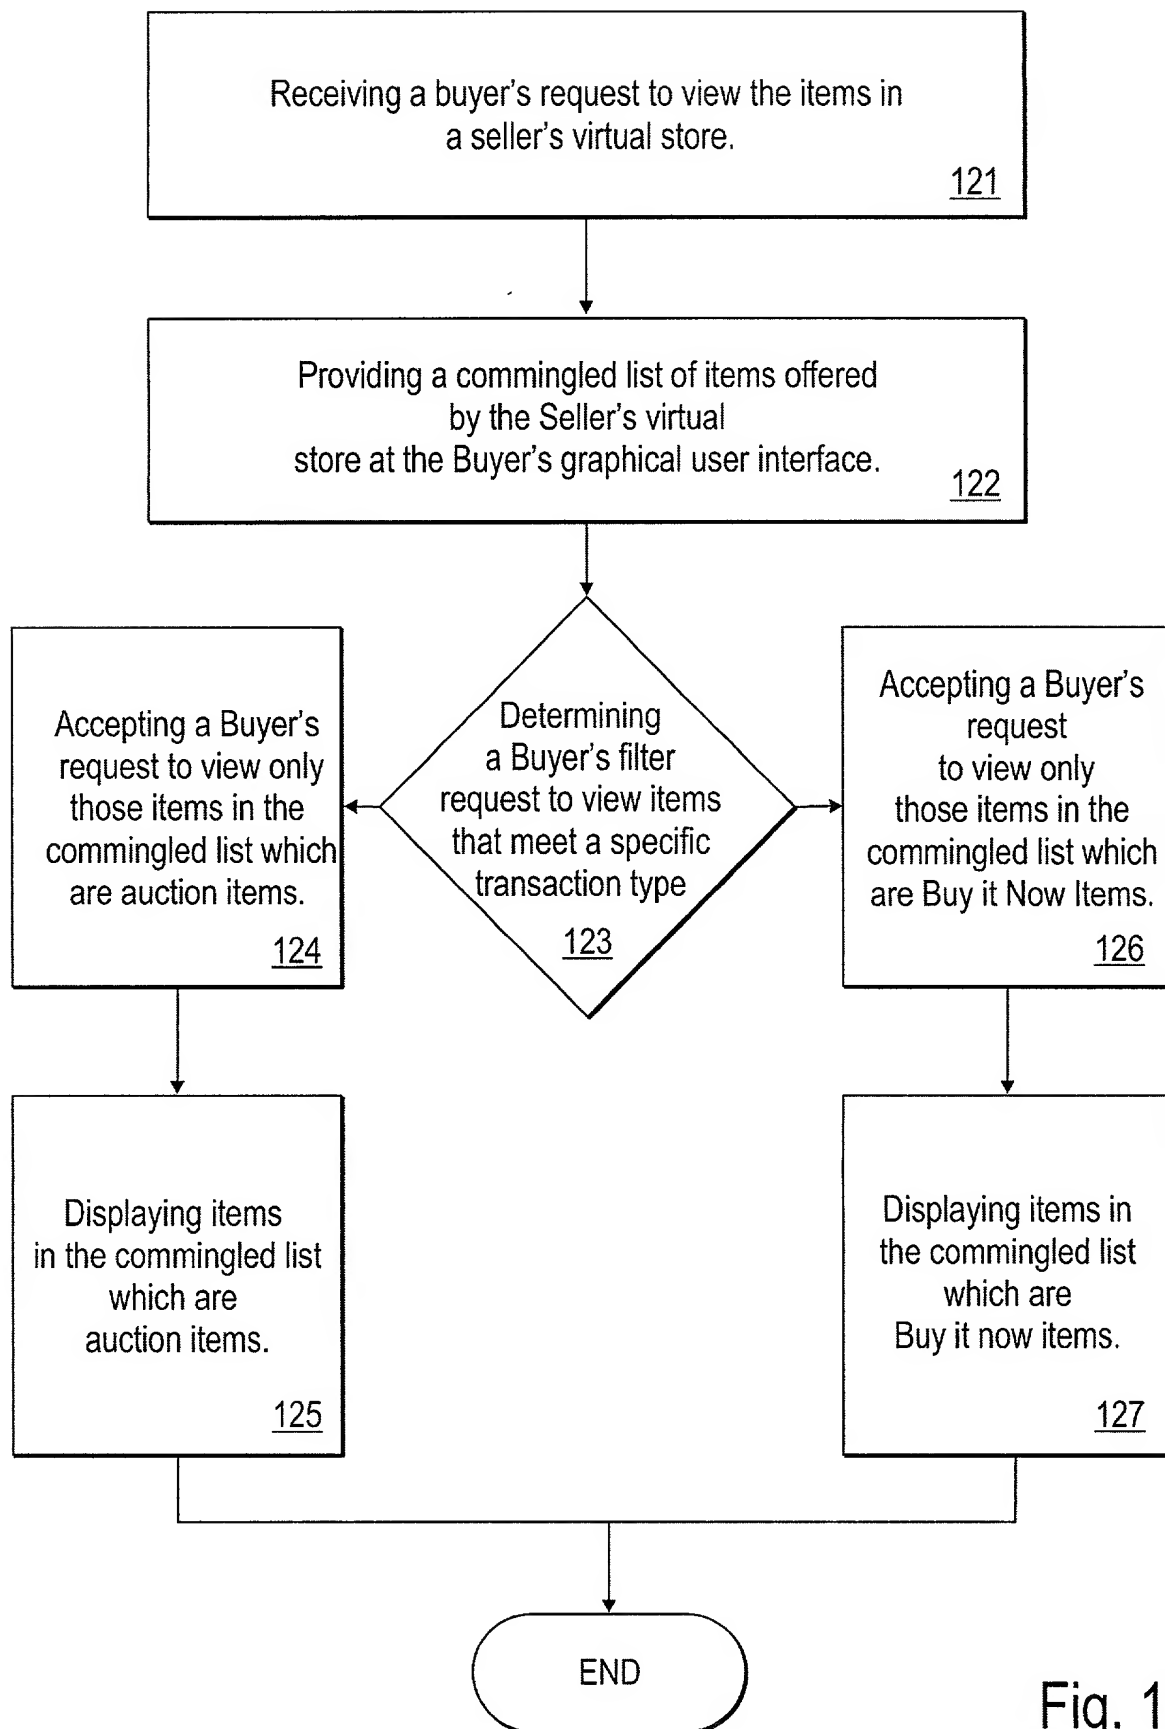 Receiving a buyer's request to view the items in
a seller's virtual store.
121
Providing a commingled list of items offered
by the Seller's virtual
store at the Buyer's graphical user interface.
122
Determining
a Buyer's filter
request to view items
that meet a specific
transaction type
123
Accepting a Buyer's
request to view only
those items in the
commingled list which
are auction items.
124
Accepting a Buyer's
request
to view only
those items in the
commingled list which
are Buy it Now Items.
126
Displaying items
in the commingled list
which are
auction items.
125
Displaying items in
the commingled list
which are
Buy it now items.
127
END
Fig. 1